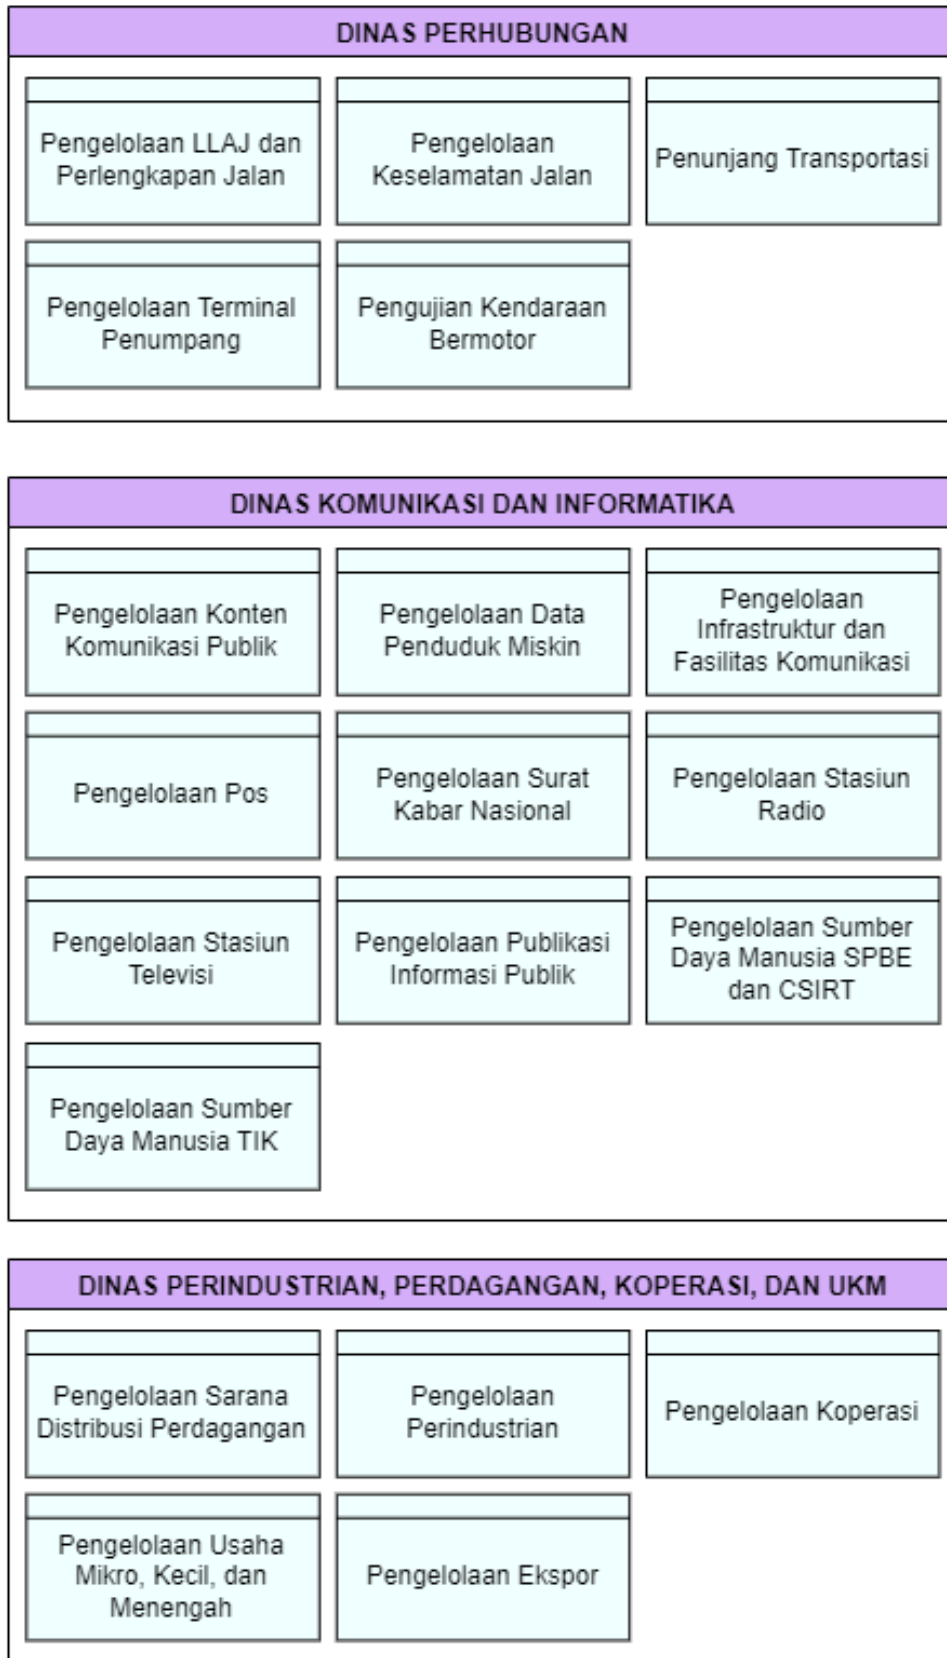 DINAS PERHUBUNGAN
Pengelolaan LLAJ dan
Perlengkapan Jalan
Pengelolaan
Keselamatan Jalan
Penunjang Transportasi
Pengelolaan Terminal
Penumpang
Pengujian Kendaraan
Bermotor
DINAS KOMUNIKASI DAN INFORMATIKA
Pengelolaan Konten
Komunikasi Publik
Pengelolaan Data
Penduduk Miskin
Pengelolaan
Infrastruktur dan
Fasilitas Komunikasi
Pengelolaan Pos
Pengelolaan Surat
Kabar Nasional
Pengelolaan Stasiun
Radio
Pengelolaan Stasiun
Televisi
Pengelolaan Publikasi
Informasi Publik
Pengelolaan Sumber
Daya Manusia SPBE
dan CSIRT
Pengelolaan Sumber
Daya Manusia TIK
DINAS PERINDUSTRIAN, PERDAGANGAN, KOPERASI, DAN UKM
Pengelolaan Sarana
Distribusi Perdagangan
Pengelolaan
Perindustrian
Pengelolaan Koperasi
Pengelolaan Usaha
Mikro, Kecil, dan
Menengah
Pengelolaan Ekspor